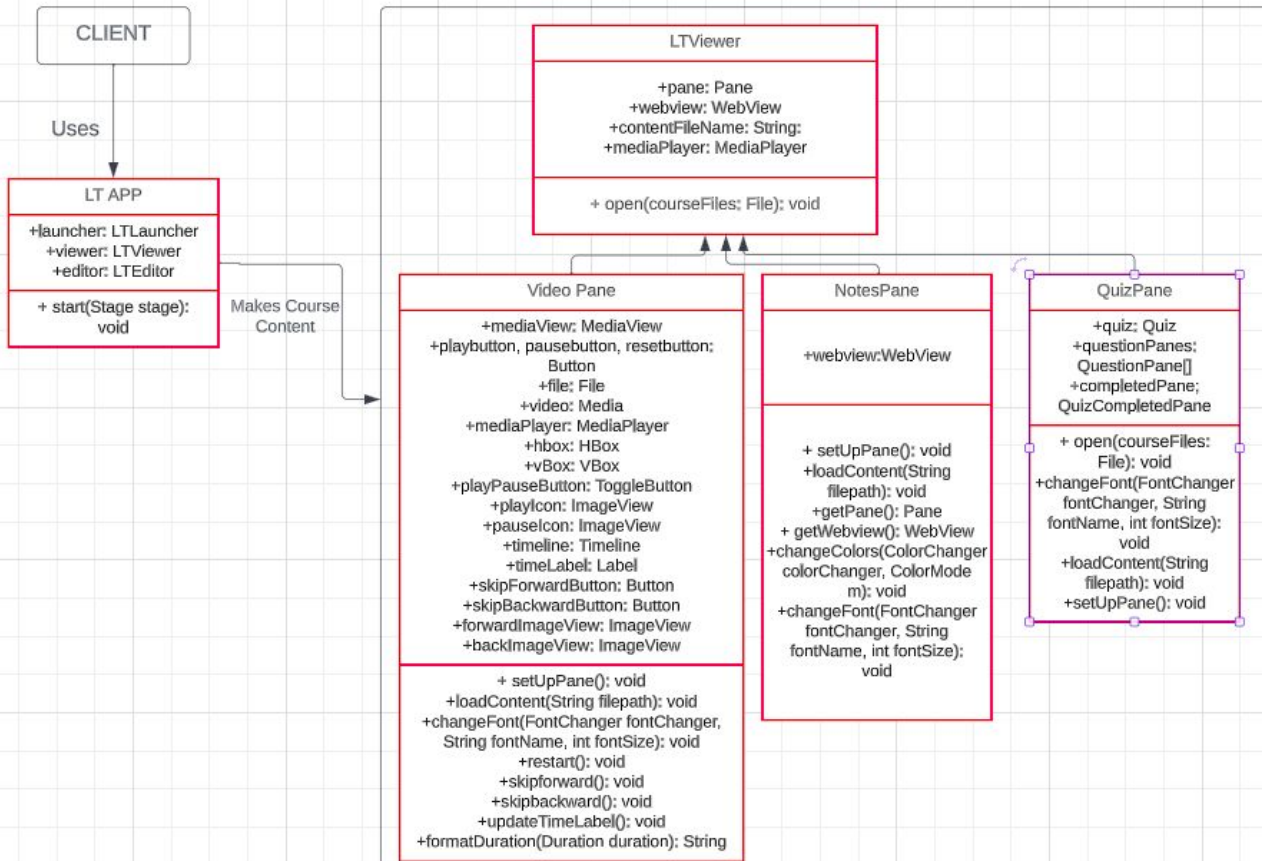 CLIENT
Uses
LT APP
+launcher: LTLauncher
+viewer: LTViewer
+editor: LTEditor
+ start(Stage stage):
void
Makes Course
Content
LTViewer
+pane: Pane
+webview: WebView
+contentFileName: String:
+mediaPlayer: MediaPlayer
+ open(courseFiles: File): void
Video Pane
+mediaView: MediaView
+playbutton, pausebutton, resetbutton:
Button
+file: File
+video: Media
+mediaPlayer: MediaPlayer
+hbox: HBox
+vBox: VBox
+playPauseButton: ToggleButton
+playIcon: ImageView
+pauseIcon: ImageView
+timeline: Timeline
+timeLabel: Label
+skipForwardButton: Button
+skipBackwardButton: Button
+forwardImageView: ImageView
+backImageView: ImageView
+ setUpPane(): void
+loadContent(String filepath): void
+changeFont(FontChanger fontChanger,
String fontName, int fontSize): void
+restart(): void
+skipforward(): void
+skipbackward(): void
+updateTimeLabel(): void
+formatDuration(Duration duration): String
NotesPane
+webview:WebView
+ setUpPane(): void
+loadContent(String
filepath): void
+getPane(): Pane
+ getWebview(): WebView
+changeColors(ColorChanger
colorChanger, ColorMode
m): void
+changeFont(FontChanger
fontChanger, String
fontName, int fontSize):
void
QuizPane
+quiz: Quiz
+questionPanes:
QuestionPane[]
+completedPane:
QuizCompletedPane
+ open(courseFiles:
File): void
+changeFont(FontChanger
fontChanger, String
fontName, int fontSize):
void
+loadContent(String
filepath): void
+setUpPane(): void